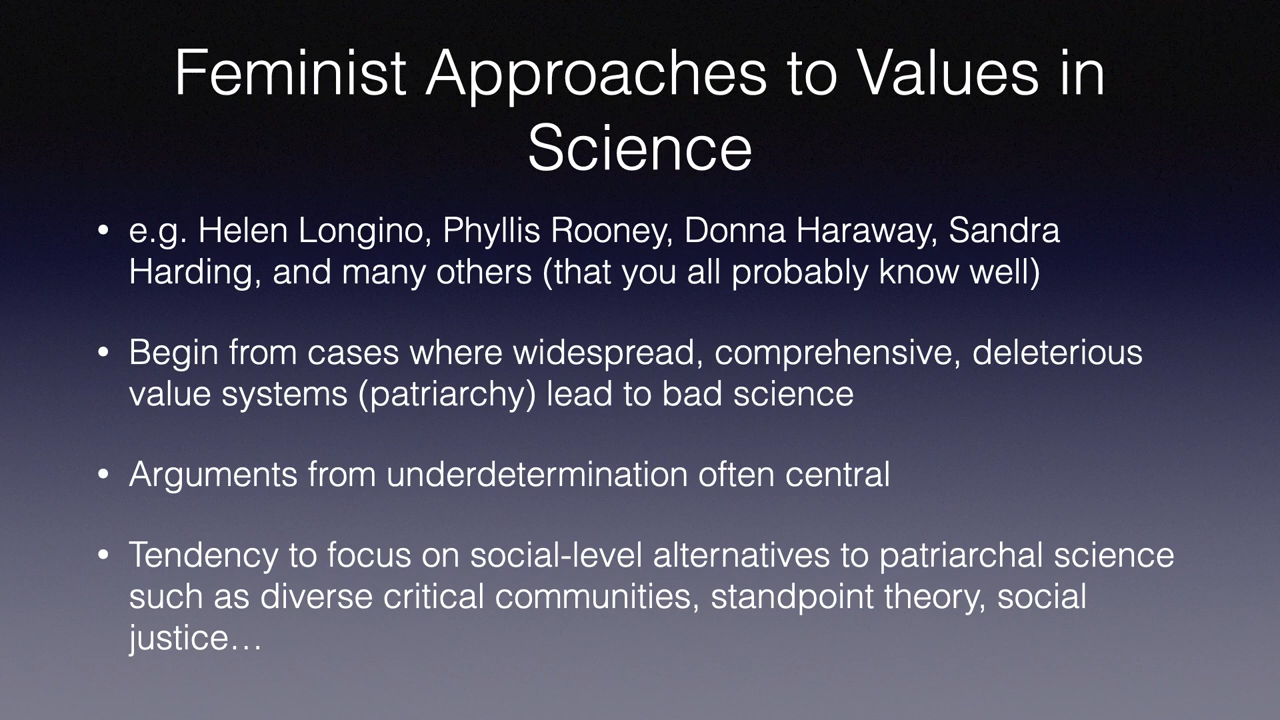 Feminist Approaches to Values in
Science
• e.g. Helen Longino, Phyllis Rooney, Donna Haraway, Sandra
Harding, and many others (that you all probably know well)
• Begin from cases where widespread, comprehensive, deleterious
value systems (patriarchy) lead to bad science
• Arguments from underdetermination often central
• Tendency to focus on social-level alternatives to patriarchal science
such as diverse critical communities, standpoint theory, social
justice…